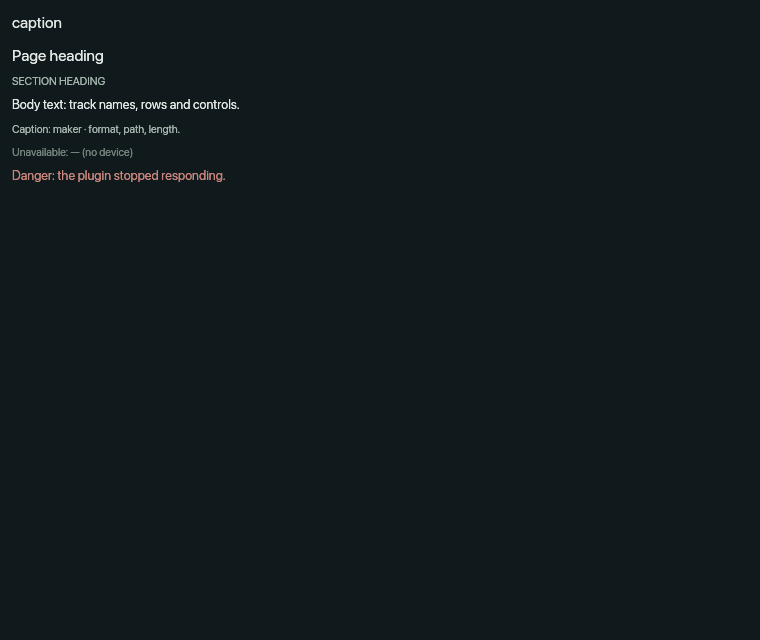 caption
Page heading
SECTION HEADING
Body text: track names, rows and controls.
Caption: maker · format, path, length.
Unavailable: — (no device)
Danger: the plugin stopped responding.